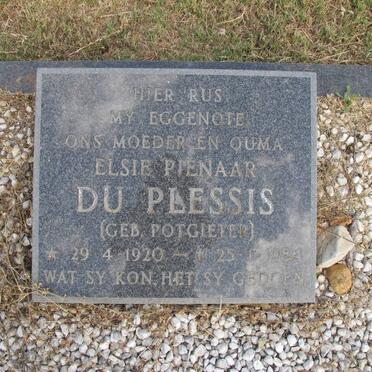 HIER RUS
MY EGGENOTE
ONS MOEDER EN OUMA
ELSIE PIENAAR
DU PLESSIS
(GEB. POTGIETER)
★ 29 4 1920 – † 25
WAT SY KON, HET SY GEDOEN